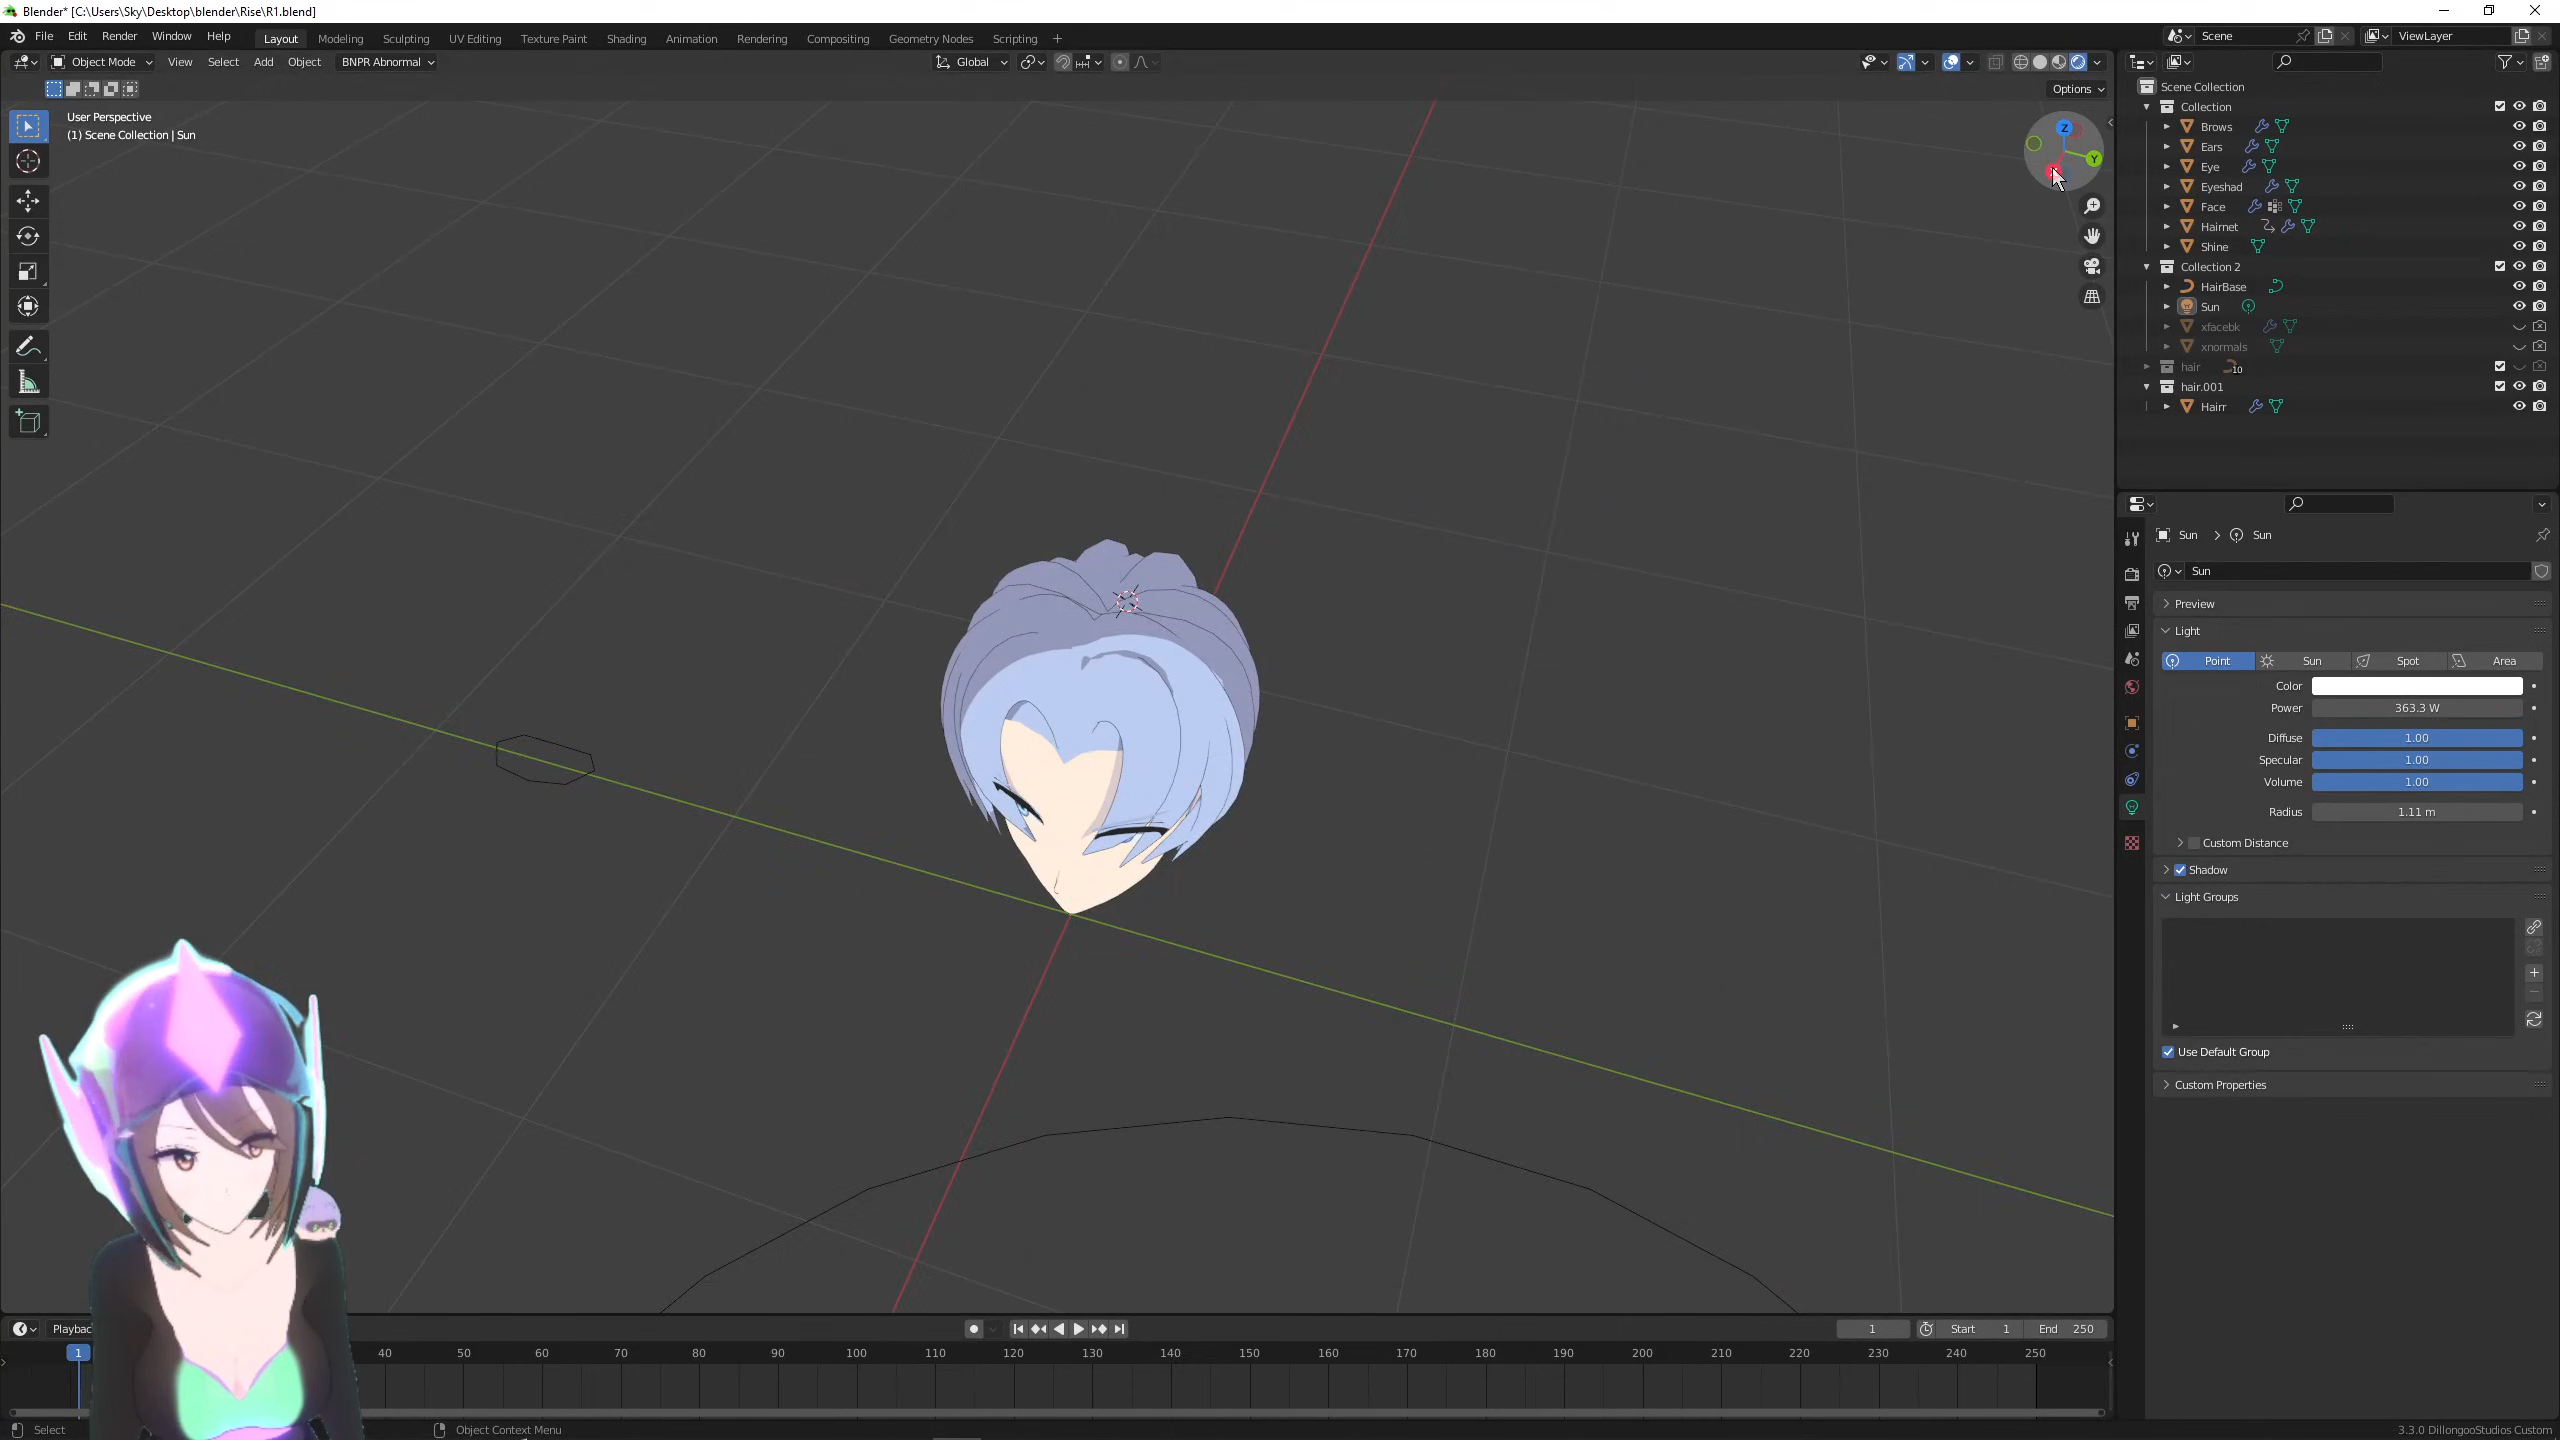 Blender* [C:\Users\Sky\Desktop\blender\Rise\R1.blend]
File Edit Render Window Help Layout Modeling Sculpting UV Editing Texture Paint Shading Animation Rendering Compositing Geometry Nodes Scripting + Scene ViewLayer
Object Mode View Select Add Object BNPR Abnormal Global
Options
User Perspective
(1) Scene Collection | Sun
Z
Y
Scene Collection
Collection
Brows
Ears
Eye
Eyeshad
Face
Hairnet
Shine
Collection 2
HairBase
Sun
xfacebk
xnormals
hair 10
hair.001
Hairr
Sun > Sun
Sun
Preview
Light
Point Sun Spot Area
Color
Power 363.3 W
Diffuse 1.00
Specular 1.00
Volume 1.00
Radius 1.11 m
Custom Distance
Shadow
Light Groups
Use Default Group
Custom Properties
Playbac 1 Start 1 End 250
1 40 50 60 70 80 90 100 110 120 130 140 150 160 170 180 190 200 210 220 230 240 250
Select Object Context Menu 3.3.0 DillongooStudios Custom